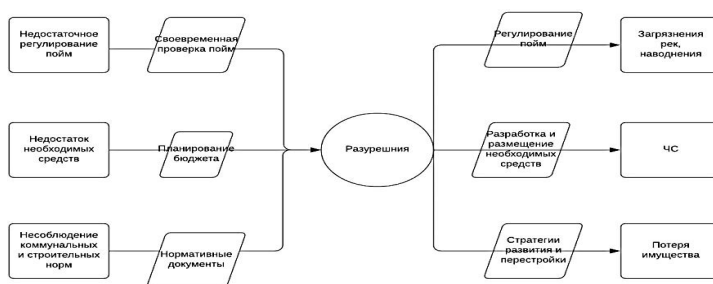 Недостаточное
регулирование
пойм
Своевременная
проверка пойм
Регулирование
пойм
Загрязнения
рек,
наводнения
Недостаток
необходимых
средств
Планирование
бюджета
Разурешния
Разработка и
размещение
необходимых
средств
ЧС
Несоблюдение
коммунальных
и строительных
норм
Нормативные
документы
Стратегии
развития и
перестройки
Потеря
имущества